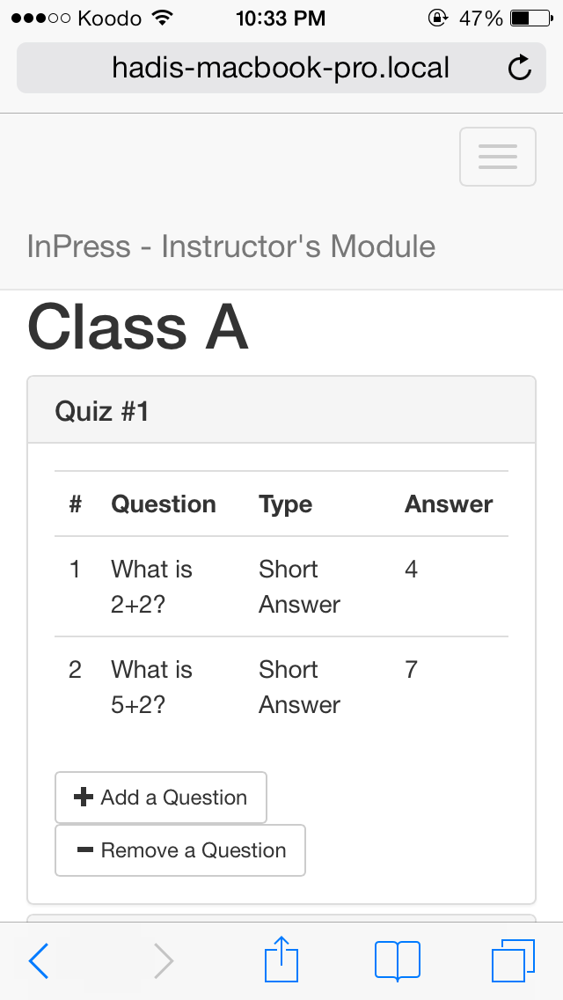 Koodo 10:33 PM 47%
hadis-macbook-pro.local
InPress - Instructor's Module
Class A
Quiz #1
# Question Type Answer
1 What is Short 4
2+2? Answer
2 What is Short 7
5+2? Answer
Add a Question
Remove a Question